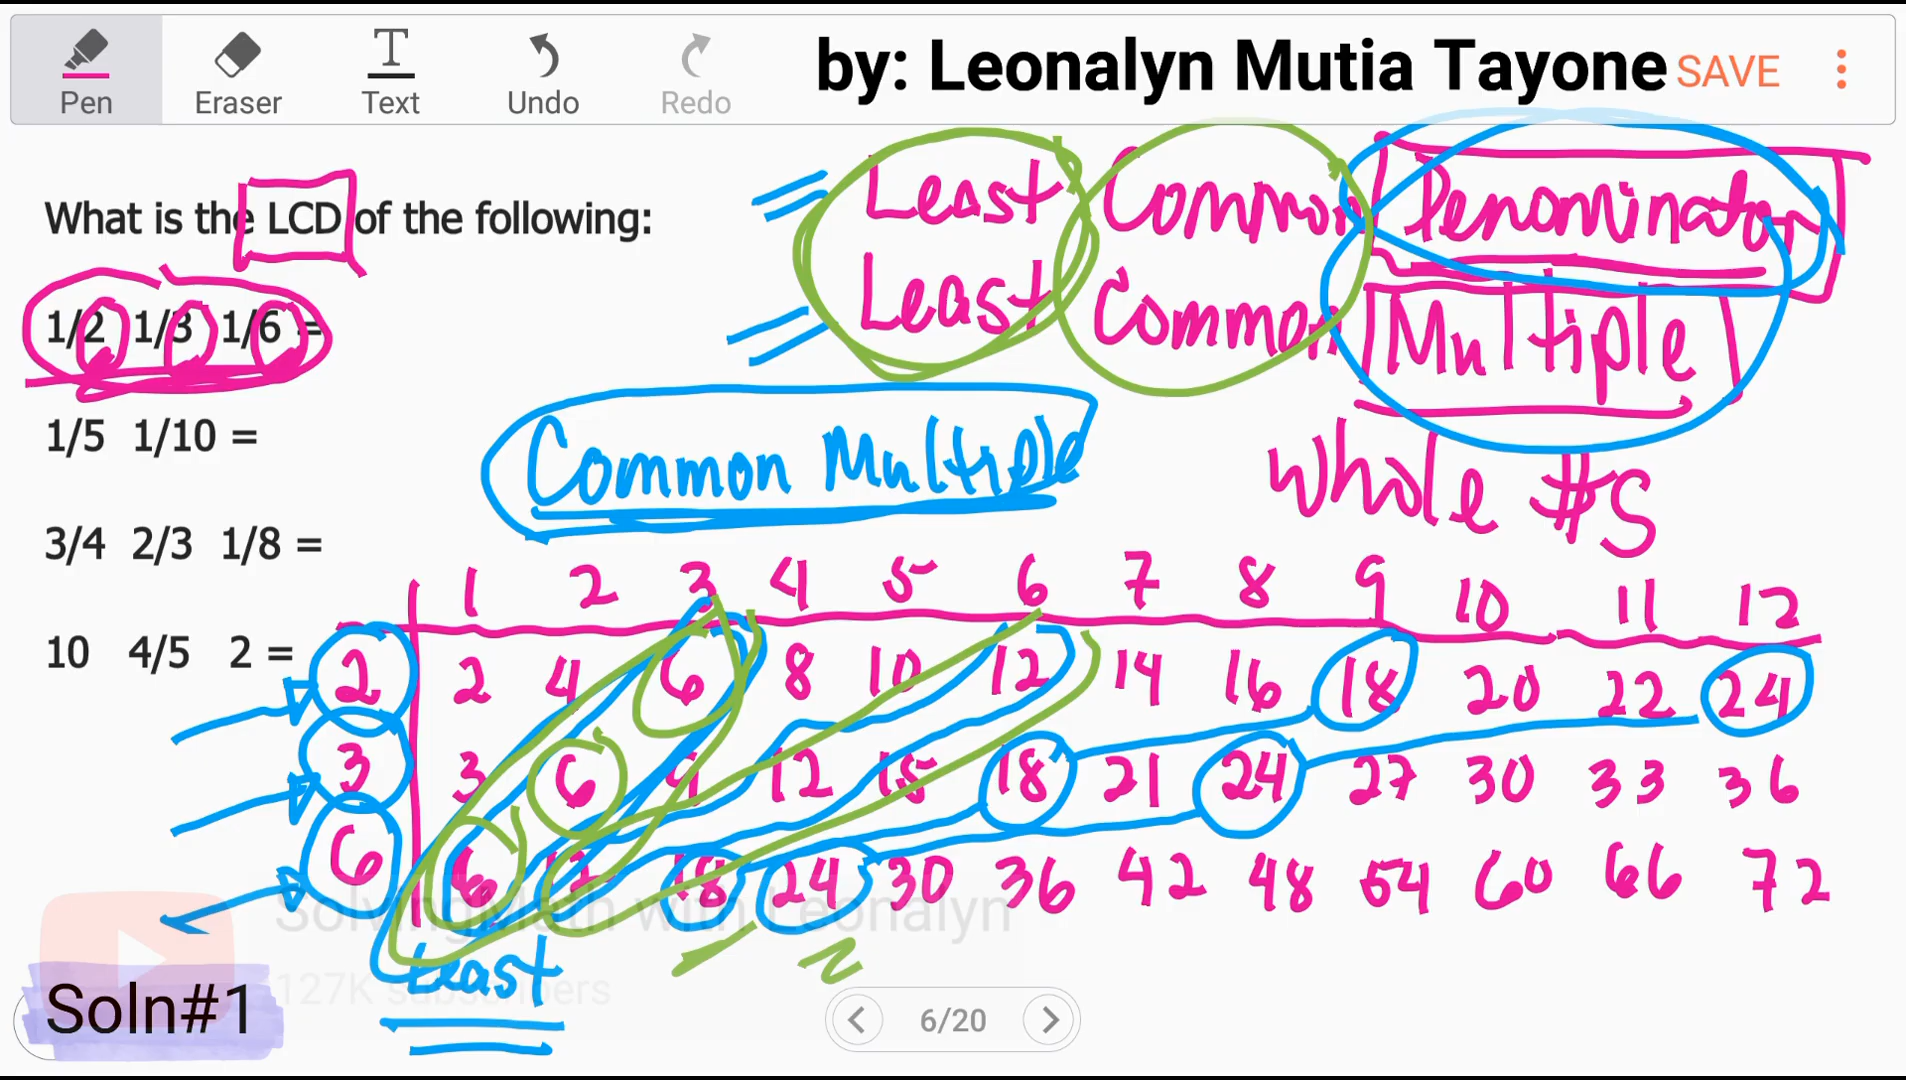 Pen Eraser Text Undo Redo by: Leonalyn Mutia Tayone SAVE
What is the LCD of the following:
Least Common Denominator
Least Common Multiple
1/2 1/3 1/6 =
1/5 1/10 =
Common Multiple
Whole #s
3/4 2/3 1/8 =
1 2 3 4 5 6 7 8 9 10 11 12
10 4/5 2 =
2 2 4 6 8 10 12 14 16 18 20 22 24
3 3 6 9 12 15 18 21 24 27 30 33 36
6 6 12 18 24 30 36 42 48 54 60 66 72
SolvingMath with Leonalyn
Least
127K subscribers
Soln#1
6/20